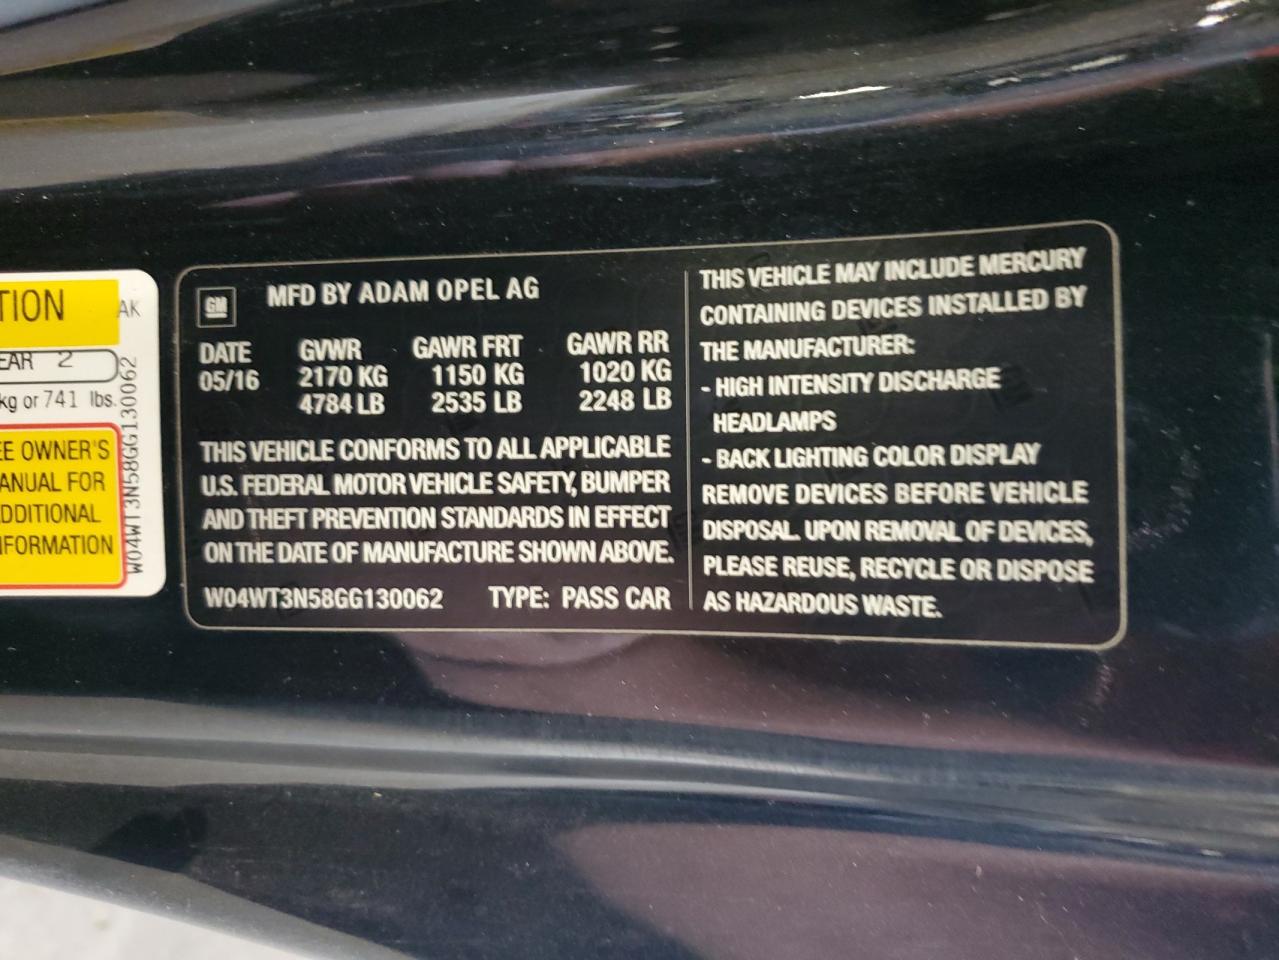 TION
AK
EAR 2
kg or 741 lbs.
EE OWNER'S
ANUAL FOR
DDITIONAL
NFORMATION
W04WT3N58GG130062
GM
MFD BY ADAM OPEL AG
DATE GVWR GAWR FRT GAWR RR
05/16 2170 KG 1150 KG 1020 KG
4784 LB 2535 LB 2248 LB
THIS VEHICLE CONFORMS TO ALL APPLICABLE
U.S. FEDERAL MOTOR VEHICLE SAFETY, BUMPER
AND THEFT PREVENTION STANDARDS IN EFFECT
ON THE DATE OF MANUFACTURE SHOWN ABOVE.
W04WT3N58GG130062 TYPE: PASS CAR
THIS VEHICLE MAY INCLUDE MERCURY
CONTAINING DEVICES INSTALLED BY
THE MANUFACTURER:
- HIGH INTENSITY DISCHARGE
HEADLAMPS
- BACK LIGHTING COLOR DISPLAY
REMOVE DEVICES BEFORE VEHICLE
DISPOSAL. UPON REMOVAL OF DEVICES,
PLEASE REUSE, RECYCLE OR DISPOSE
AS HAZARDOUS WASTE.